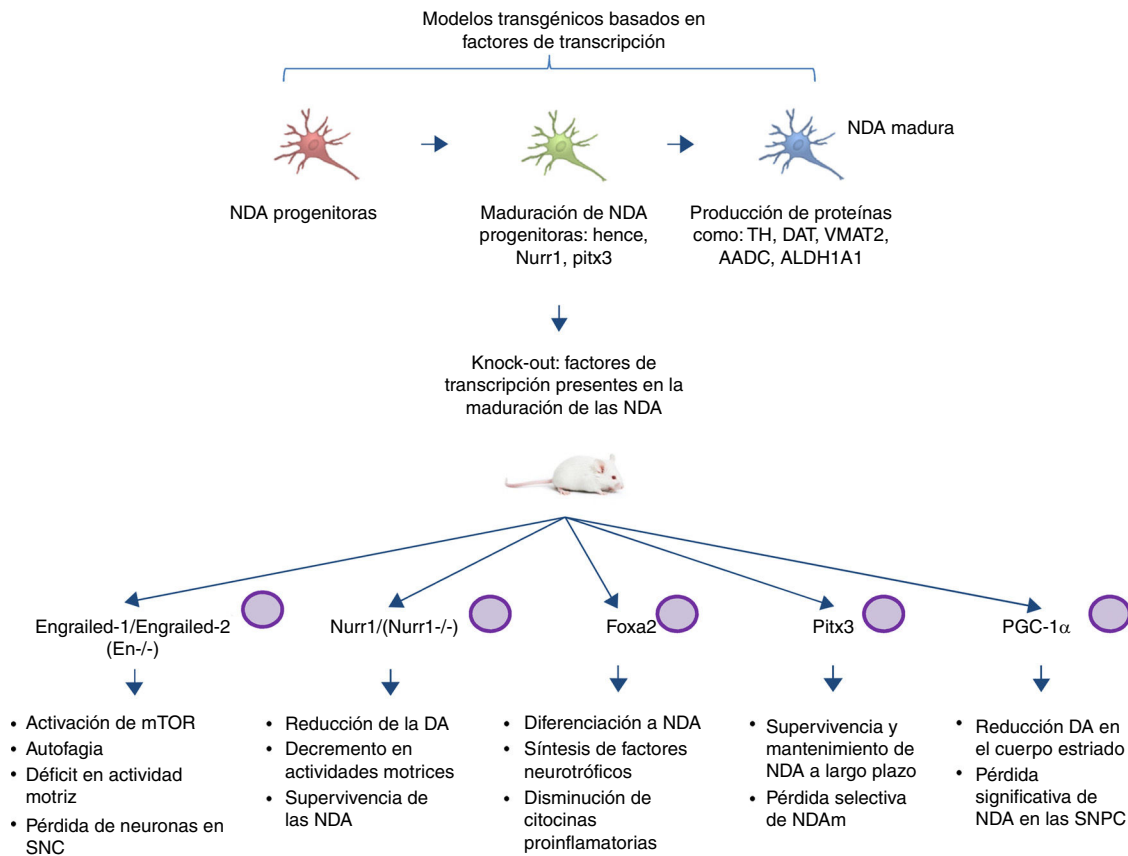 Modelos transgénicos basados en
factores de transcripción
NDA madura
NDA progenitoras
Maduración de NDA
progenitoras: hence,
Nurr1, pitx3
Producción de proteínas
como: TH, DAT, VMAT2,
AADC, ALDH1A1
Knock-out: factores de
transcripción presentes en la
maduración de las NDA
Engrailed-1/Engrailed-2
(En-/-)
Nurr1/(Nurr1-/-)
Foxa2
Pitx3
PGC-1α
• Activación de mTOR
• Autofagia
• Déficit en actividad
motriz
• Pérdida de neuronas en
SNC
• Reducción de la DA
• Decremento en
actividades motrices
• Supervivencia de
las NDA
• Diferenciación a NDA
• Síntesis de factores
neurotróficos
• Disminución de
citocinas
proinflamatorias
• Supervivencia y
mantenimiento de
NDA a largo plazo
• Pérdida selectiva
de NDAm
• Reducción DA en
el cuerpo estriado
• Pérdida
significativa de
NDA en las SNPC